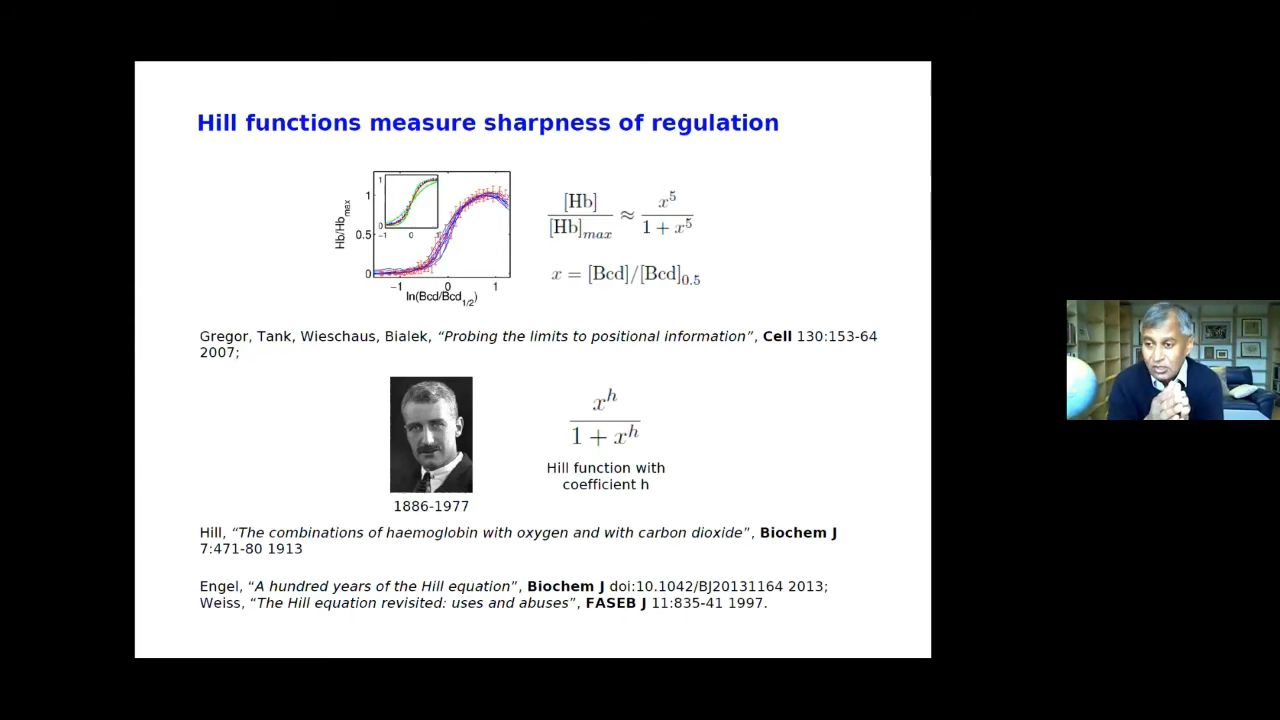 Hill functions measure sharpness of regulation
Hb/Hb_max
1
0.5
0
1
0
−1
0
−1
0
1
ln(Bcd/Bcd_1/2)
[Hb]/[Hb]_max ≈ x^5/(1 + x^5)
x = [Bcd]/[Bcd]_0.5
Gregor, Tank, Wieschaus, Bialek, “Probing the limits to positional information”, Cell 130:153-64
2007;
1886-1977
x^h/(1 + x^h)
Hill function with
coefficient h
Hill, “The combinations of haemoglobin with oxygen and with carbon dioxide”, Biochem J
7:471-80 1913
Engel, “A hundred years of the Hill equation”, Biochem J doi:10.1042/BJ20131164 2013;
Weiss, “The Hill equation revisited: uses and abuses”, FASEB J 11:835-41 1997.